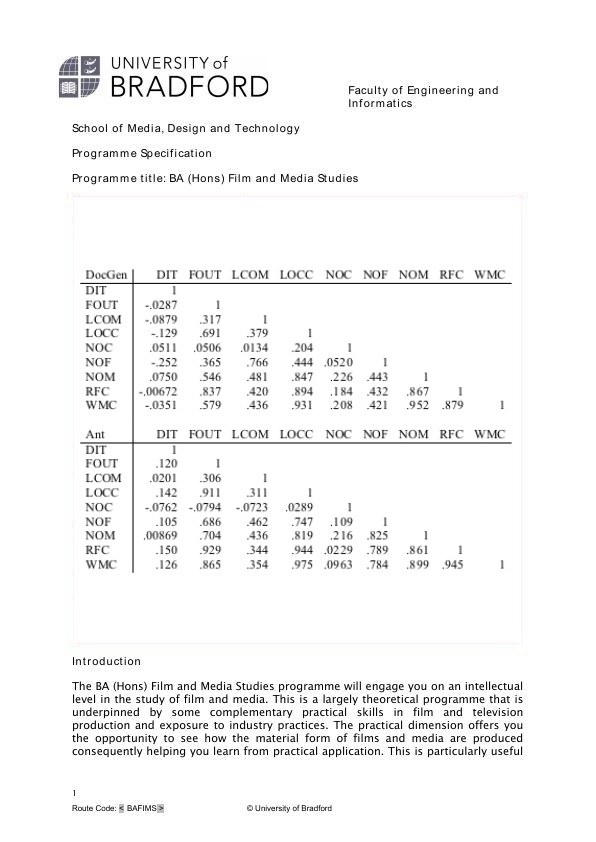 UNIVERSITY of
BRADFORD
Faculty of Engineering and
Informatics
School of Media, Design and Technology
Programme Specification
Programme title: BA (Hons) Film and Media Studies
DocGen DIT FOUT LCOM LOCC NOC NOF NOM RFC WMC
DIT 1
FOUT -.0287 1
LCOM -.0879 .317 1
LOCC -.129 .691 .379 1
NOC .0511 .0506 .0134 .204 1
NOF -.252 .365 .766 .444 .0520 1
NOM .0750 .546 .481 .847 .226 .443 1
RFC -.00672 .837 .420 .894 .184 .432 .867 1
WMC -.0351 .579 .436 .931 .208 .421 .952 .879 1
Ant DIT FOUT LCOM LOCC NOC NOF NOM RFC WMC
DIT 1
FOUT .120 1
LCOM .0201 .306 1
LOCC .142 .911 .311 1
NOC -.0762 -.0794 -.0723 .0289 1
NOF .105 .686 .462 .747 .109 1
NOM .00869 .704 .436 .819 .216 .825 1
RFC .150 .929 .344 .944 .0229 .789 .861 1
WMC .126 .865 .354 .975 .0963 .784 .899 .945 1
Introduction
The BA (Hons) Film and Media Studies programme will engage you on an intellectual
level in the study of film and media. This is a largely theoretical programme that is
underpinned by some complementary practical skills in film and television
production and exposure to industry practices. The prctical dimension offers you
the opportunity to see how the material form of films and media are produced
consequently helping you learn from practical application. This is particularly useful
1
Route Code: < BAFIMS> © University of Bradford